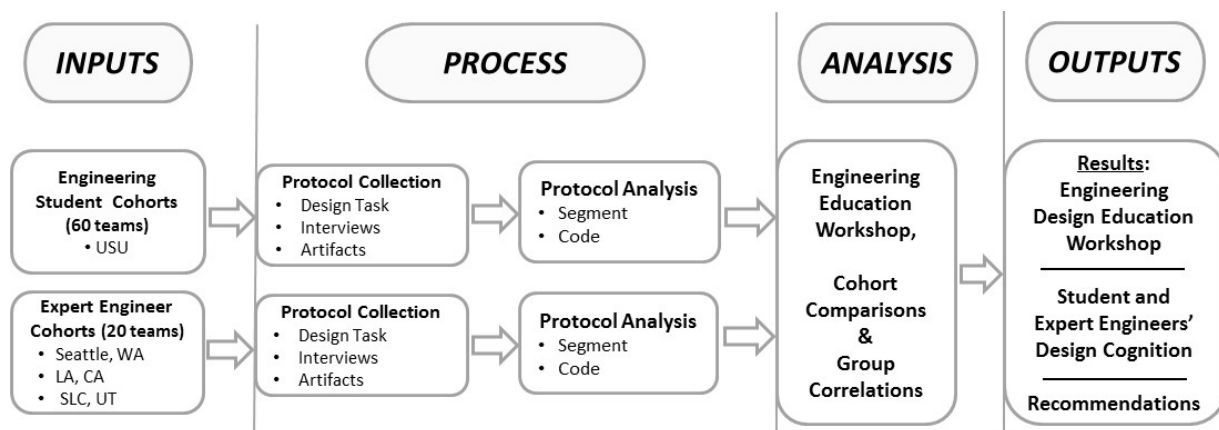 INPUTS
PROCESS
ANALYSIS
OUTPUTS
Engineering
Student Cohorts
(60 teams)
• USU
Protocol Collection
• Design Task
• Interviews
• Artifacts
Protocol Analysis
• Segment
• Code
Expert Engineer
Cohorts (20 teams)
• Seattle, WA
• LA, CA
• SLC, UT
Protocol Collection
• Design Task
• Interviews
• Artifacts
Protocol Analysis
• Segment
• Code
Engineering
Education
Workshop,
Cohort
Comparisons
&
Group
Correlations
Results:
Engineering
Design Education
Workshop
Student and
Expert Engineers’
Design Cognition
Recommendations